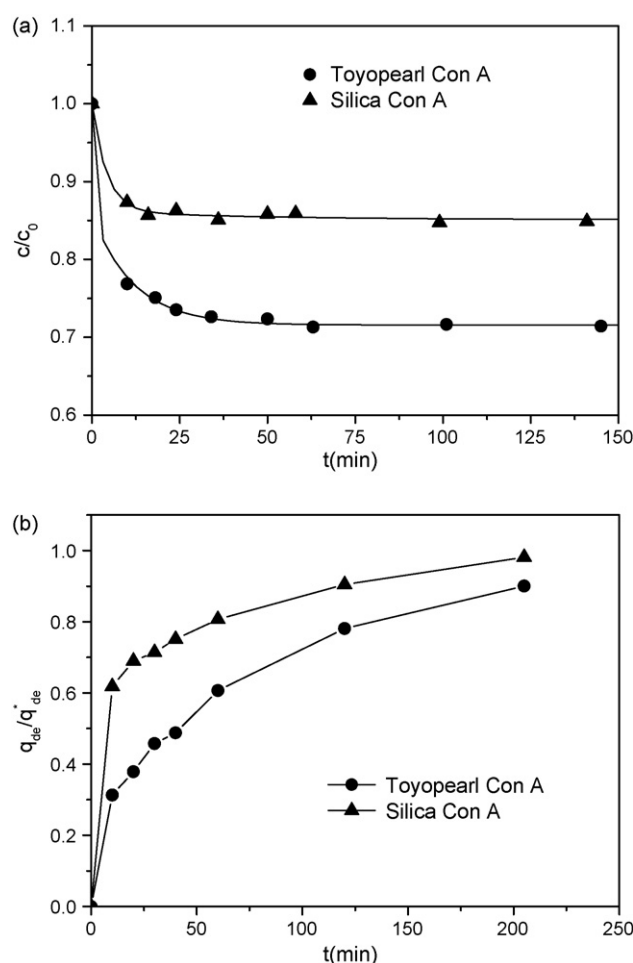 (a)
1.1
1.0
0.9
0.8
0.7
0.6
c/c0
Toyopearl Con A
Silica Con A
0 25 50 75 100 125 150
t(min)
(b)
1.0
0.8
0.6
0.4
0.2
0.0
qde/q*de
Toyopearl Con A
Silica Con A
0 50 100 150 200 250
t(min)